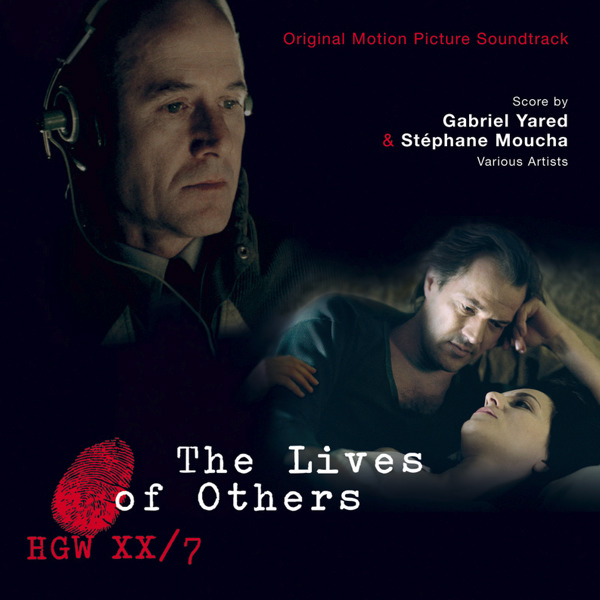 Original Motion Picture Soundtrack
Score by
Gabriel Yared
& Stéphane Moucha
Various Artists
The Lives
of Others
HGW XX/7